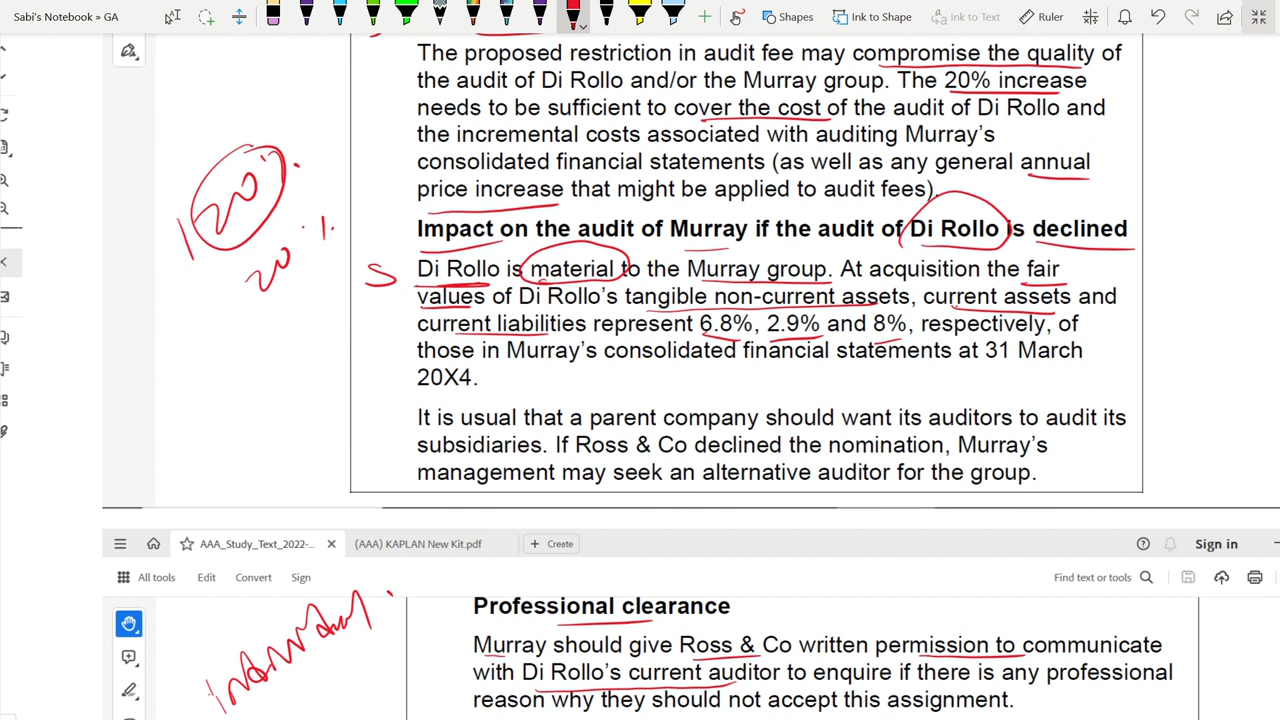 Sabi's Notebook » GA
Shapes
Ink to Shape
Ink to Text
Ruler
The proposed restriction in audit fee may compromise the quality
of the audit of Di Rollo and/or the Murray group. The 20% increase
needs to be sufficient to cover the cost of the audit of Di Rollo and
the incremental costs associated with auditing Murray's
consolidated financial statements (as well as any general annual
price increase that might be applied to audit fees).
120%
20%
Impact on the audit of Murray if the audit of Di Rollo is declined
S
Di Rollo is material to the Murray group. At acquisition the fair
values of Di Rollo's tangible non-current assets, current assets and
current liabilities represent 6.8%, 2.9% and 8%, respectively, of
those in Murray's consolidated financial statements at 31 March
20X4.
It is usual that a parent company should want its auditors to audit its
subsidiaries. If Ross & Co declined the nomination, Murray's
management may seek an alternative auditor for the group.
AAA_Study_Text_2022-...
(AAA) KAPLAN New Kit.pdf
Create
Sign in
All tools
Edit
Convert
Sign
Find text or tools
Professional clearance
Murray should give Ross & Co written permission to communicate
with Di Rollo's current auditor to enquire if there is any professional
reason why they should not accept this assignment.